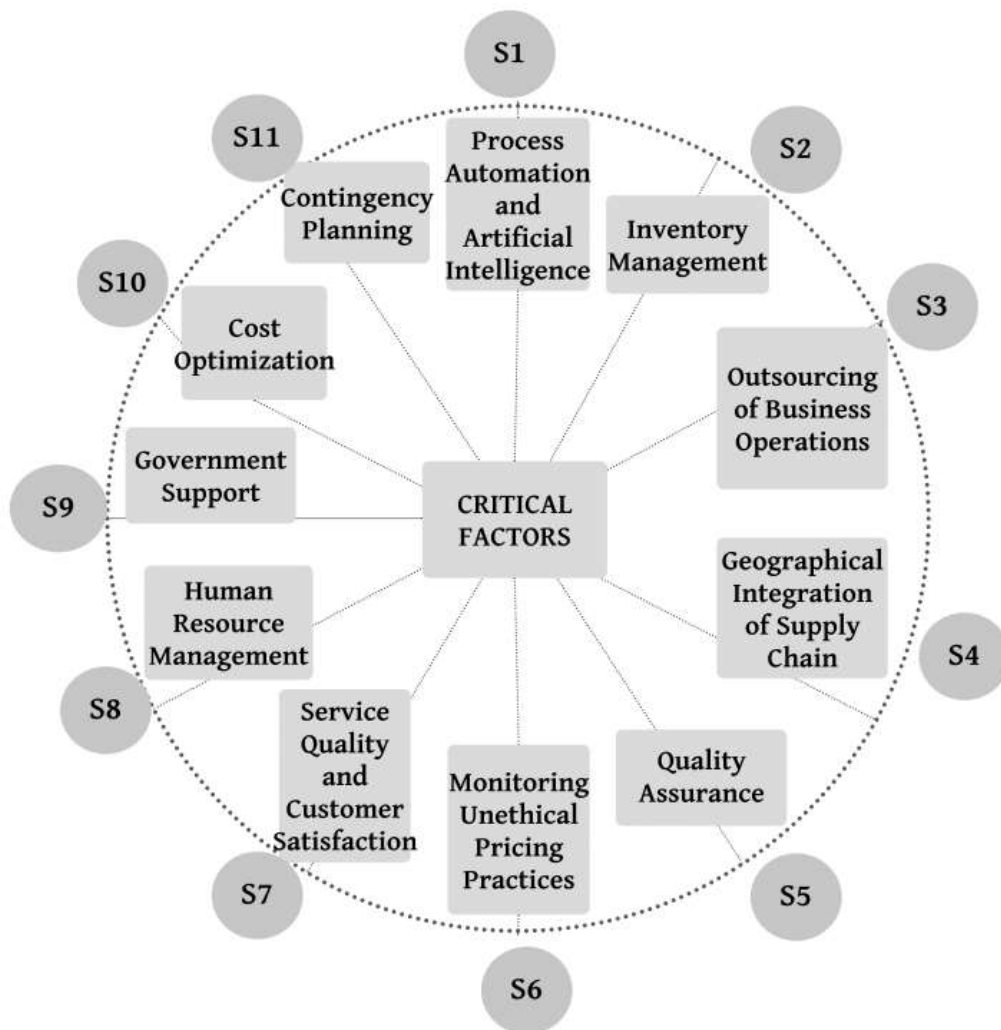 S1
Process
Automation
and
Artificial
Intelligence
S2
Inventory
Management
S3
Outsourcing
of Business
Operations
S4
Geographical
Integration
of Supply
Chain
S5
Quality
Assurance
S6
Monitoring
Unethical
Pricing
Practices
S7
Service
Quality
and
Customer
Satisfaction
S8
Human
Resource
Management
S9
Government
Support
S10
Cost
Optimization
S11
Contingency
Planning
CRITICAL
FACTORS